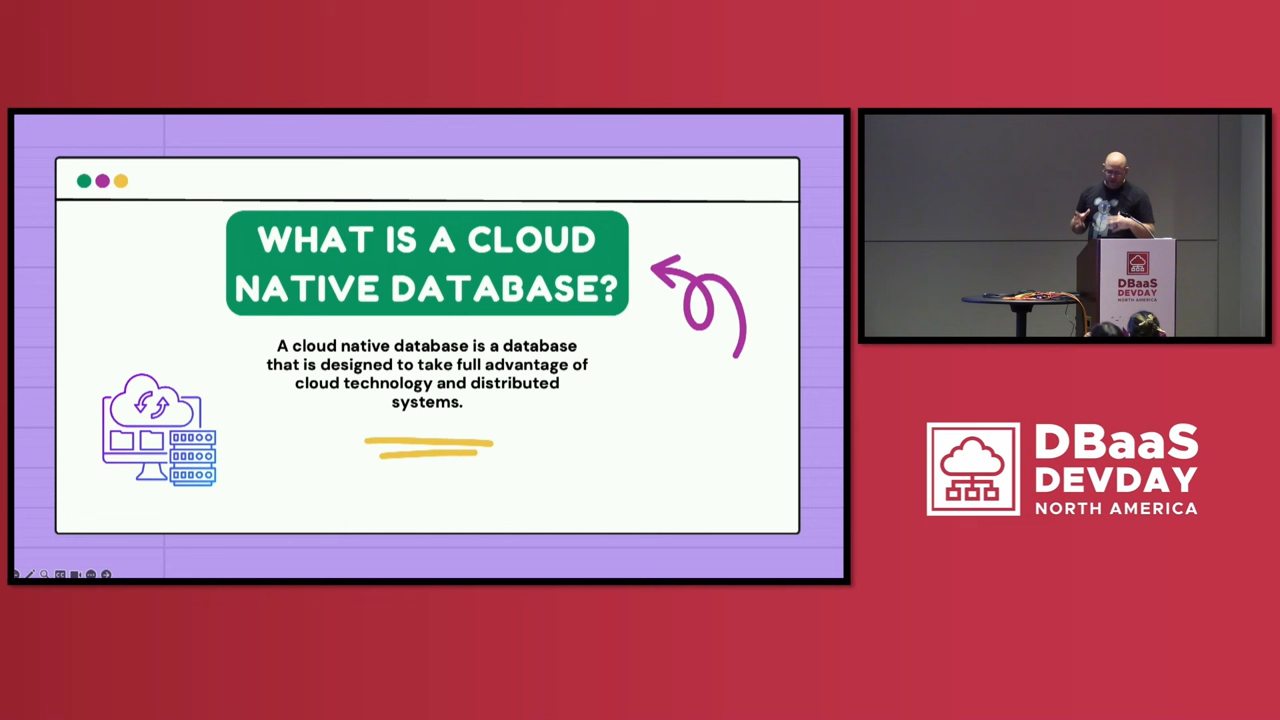 WHAT IS A CLOUD
NATIVE DATABASE?
A cloud native database is a database
that is designed to take full advantage of
cloud technology and distributed
systems.
DBaaS
DEVDAY
NORTH AMERICA
DBaaS
DEVDAY
NORTH AMERICA